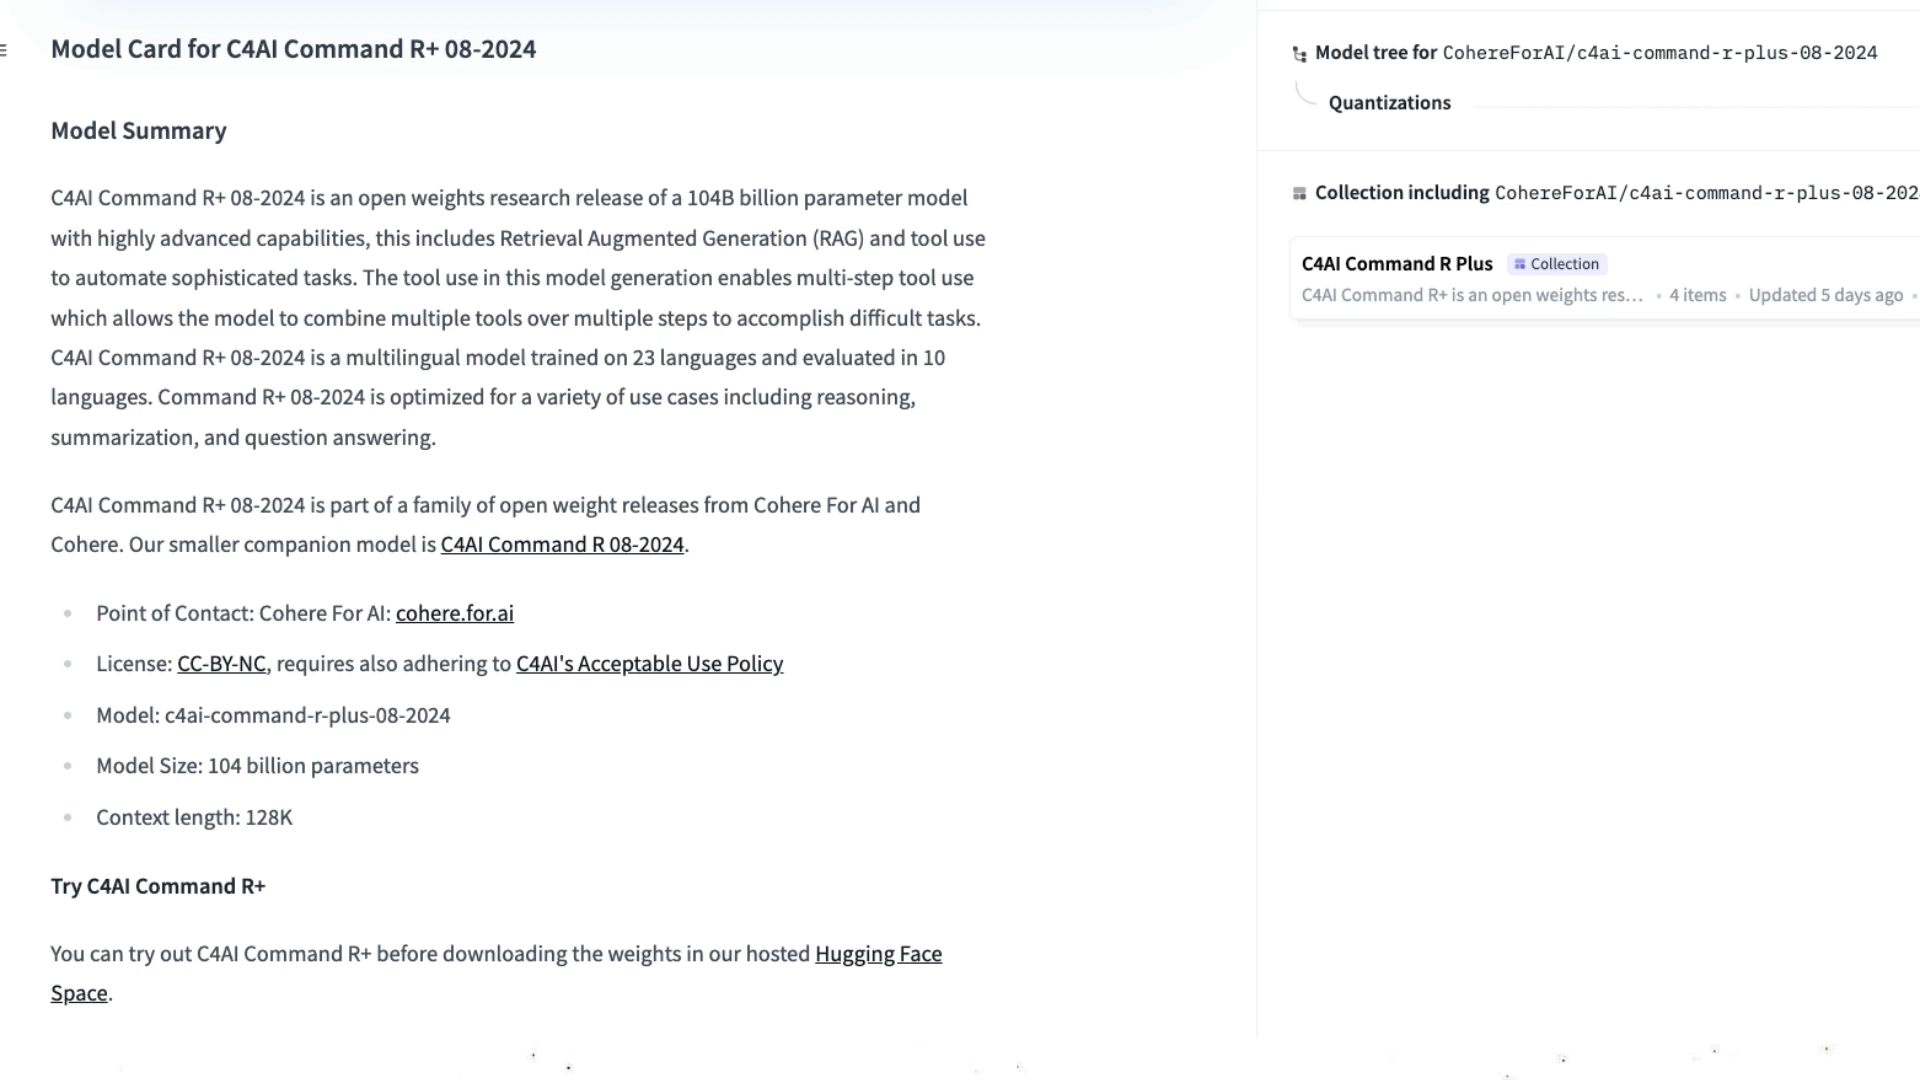 Model Card for C4AI Command R+ 08-2024
Model Summary
C4AI Command R+ 08-2024 is an open weights research release of a 104B billion parameter model
with highly advanced capabilities, this includes Retrieval Augmented Generation (RAG) and tool use
to automate sophisticated tasks. The tool use in this model generation enables multi-step tool use
which allows the model to combine multiple tools over multiple steps to accomplish difficult tasks.
C4AI Command R+ 08-2024 is a multilingual model trained on 23 languages and evaluated in 10
languages. Command R+ 08-2024 is optimized for a variety of use cases including reasoning,
summarization, and question answering.
C4AI Command R+ 08-2024 is part of a family of open weight releases from Cohere For AI and
Cohere. Our smaller companion model is C4AI Command R 08-2024.
• Point of Contact: Cohere For AI: cohere.for.ai
• License: CC-BY-NC, requires also adhering to C4AI's Acceptable Use Policy
• Model: c4ai-command-r-plus-08-2024
• Model Size: 104 billion parameters
• Context length: 128K
Try C4AI Command R+
You can try out C4AI Command R+ before downloading the weights in our hosted Hugging Face
Space.
Model tree for CohereForAI/c4ai-command-r-plus-08-2024
Quantizations
Collection including CohereForAI/c4ai-command-r-plus-08-202
C4AI Command R Plus Collection
C4AI Command R+ is an open weights res… • 4 items • Updated 5 days ago •